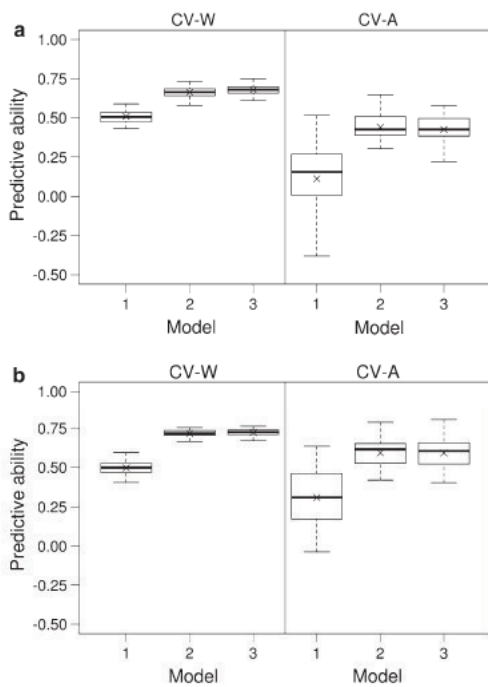 a
CV-W CV-A
Predictive ability
1.00
0.75
0.50
0.25
0.00
-0.25
-0.50
1 2 3 1 2 3
Model Model
b
CV-W CV-A
Predictive ability
1.00
0.75
0.50
0.25
0.00
-0.25
-0.50
1 2 3 1 2 3
Model Model